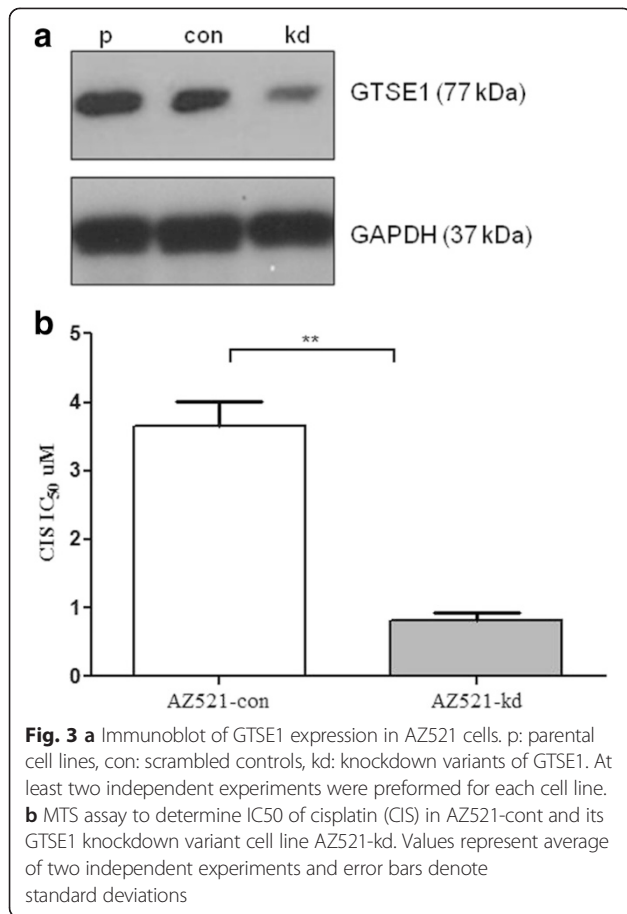 a
p con kd
GTSE1 (77 kDa)
GAPDH (37 kDa)
b
5
**
4
3
2
1
0
CIS IC50 uM
AZ521-con AZ521-kd
Fig. 3 a Immunoblot of GTSE1 expression in AZ521 cells. p: parental
cell lines, con: scrambled controls, kd: knockdown variants of GTSE1. At
least two independent experiments were preformed for each cell line.
b MTS assay to determine IC50 of cisplatin (CIS) in AZ521-cont and its
GTSE1 knockdown variant cell line AZ521-kd. Values represent average
of two independent experiments and error bars denote
standard deviations